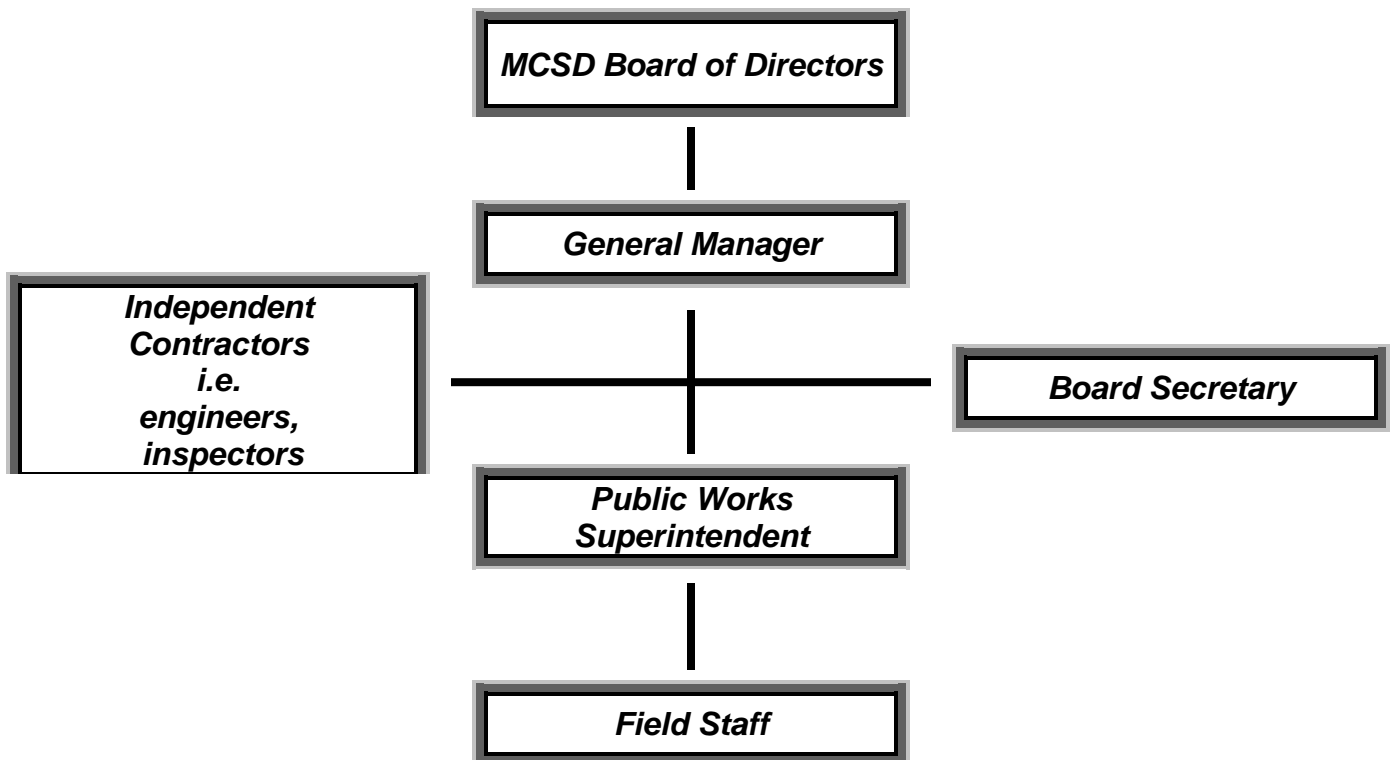 MCSD Board of Directors
General Manager
Independent
Contractors
i.e.
engineers,
inspectors
Board Secretary
Public Works
Superintendent
Field Staff